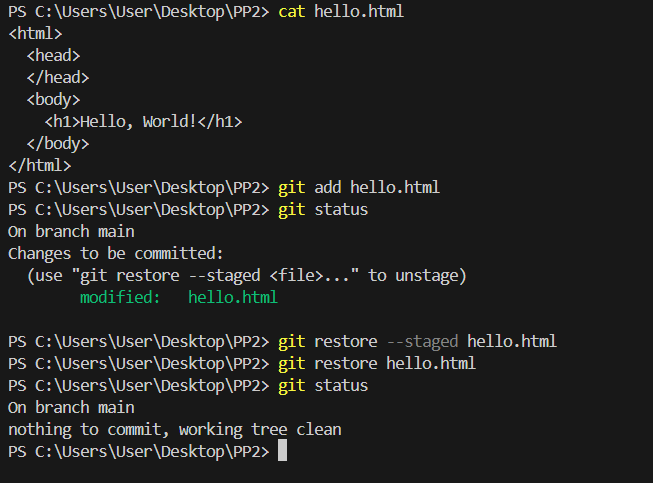 PS C:\Users\User\Desktop\PP2> cat hello.html
<html>
  <head>
  </head>
  <body>
    <h1>Hello, World!</h1>
  </body>
</html>
PS C:\Users\User\Desktop\PP2> git add hello.html
PS C:\Users\User\Desktop\PP2> git status
On branch main
Changes to be committed:
  (use "git restore --staged <file>..." to unstage)
        modified:   hello.html

PS C:\Users\User\Desktop\PP2> git restore --staged hello.html
PS C:\Users\User\Desktop\PP2> git restore hello.html
PS C:\Users\User\Desktop\PP2> git status
On branch main
nothing to commit, working tree clean
PS C:\Users\User\Desktop\PP2>